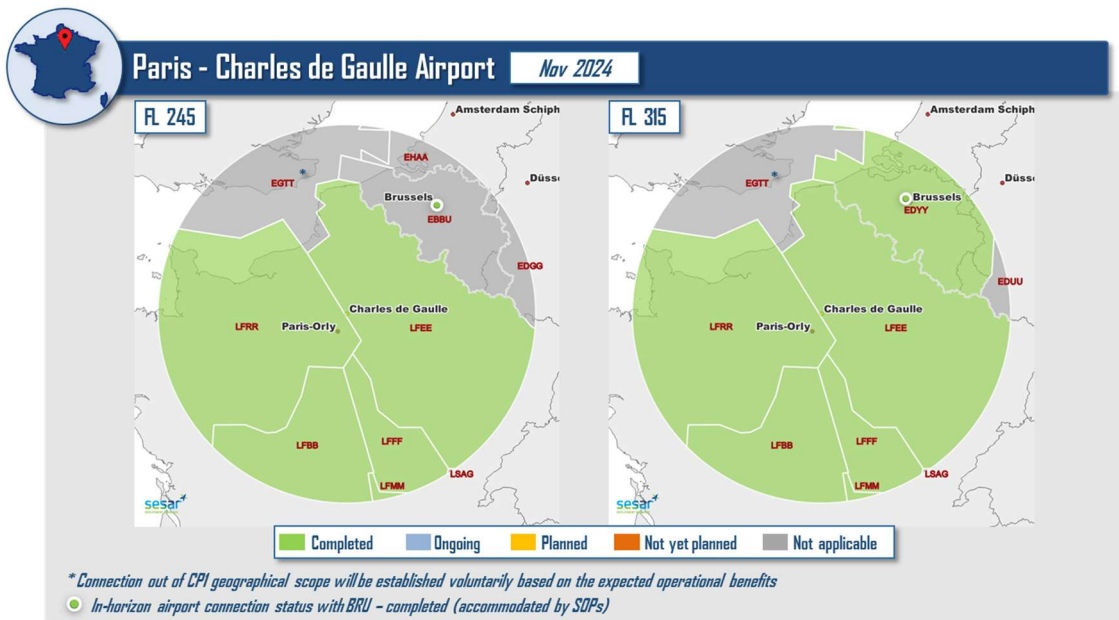 Paris - Charles de Gaulle Airport
Nov 2024
FL 245
Amsterdam Schiph
EHAA
EGTT
*
Düsse
Brussels
EBBU
EDGG
Charles de Gaulle
LFRR
Paris-Orly
LFEE
LFBB
LFFF
LSAG
LFMM
sesar
FL 315
Amsterdam Schiph
EGTT
*
Düsse
Brussels
EDYY
EDUU
Charles de Gaulle
LFRR
Paris-Orly
LFEE
LFBB
LFFF
LSAG
LFMM
sesar
Completed
Ongoing
Planned
Not yet planned
Not applicable
* Connection out of CP1 geographical scope will be established voluntarily based on the expected operational benefits
In-horizon airport connection status with BRU – completed (accommodated by SOPs)